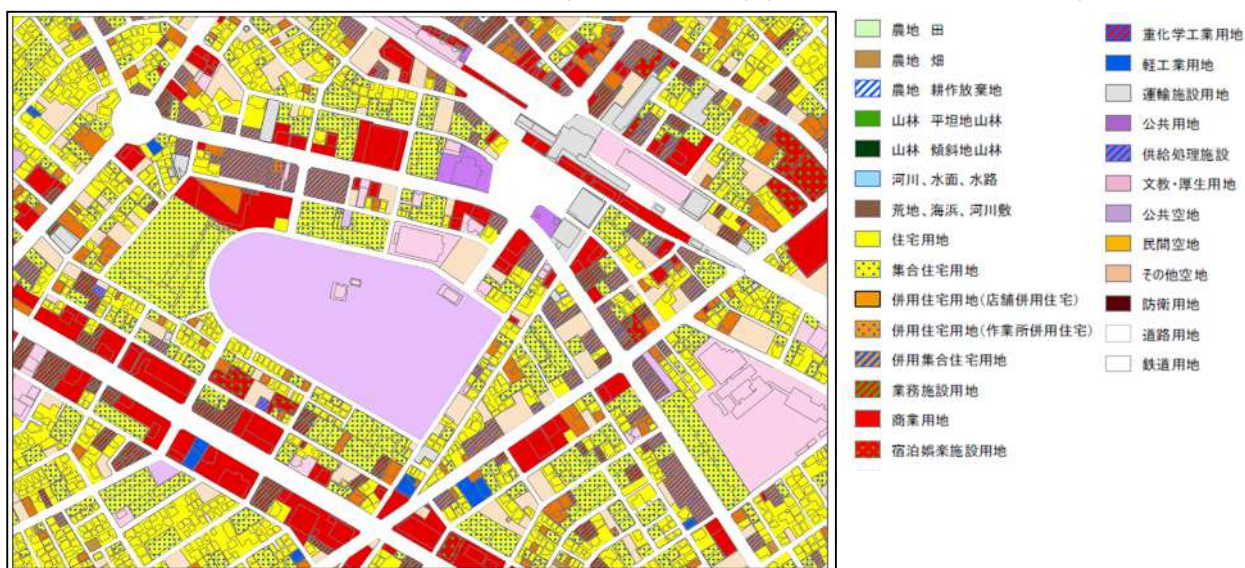 農地 田
農地 畑
農地 耕作放棄地
山林 平坦地山林
山林 傾斜地山林
河川、水面、水路
荒地、海浜、河川敷
住宅用地
集合住宅用地
併用住宅用地(店舗併用住宅)
併用住宅用地(作業所併用住宅)
併用集合住宅用地
業務施設用地
商業用地
宿泊娯楽施設用地
重化学工業用地
軽工業用地
運輸施設用地
公共用地
供給処理施設
文教・厚生用地
公共空地
民間空地
その他空地
防衛用地
道路用地
鉄道用地